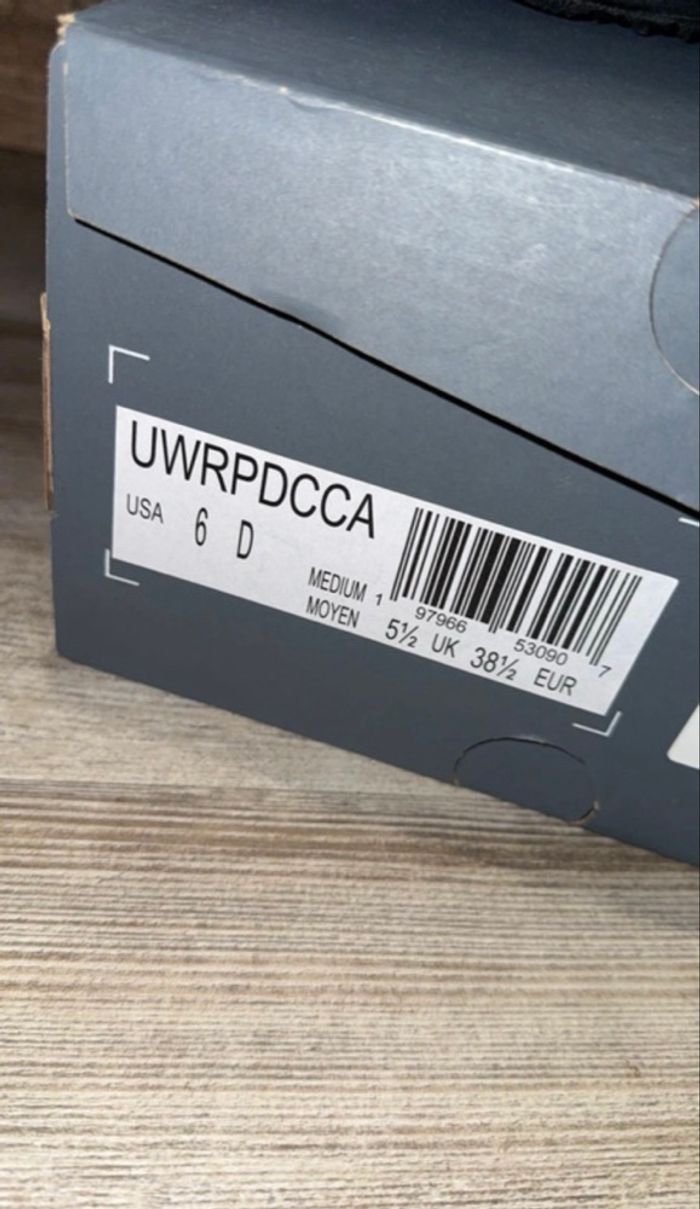 UWRPDCCA
USA 6 D
MEDIUM
MOYEN
1 97966 53090 7
5½ UK 38½ EUR